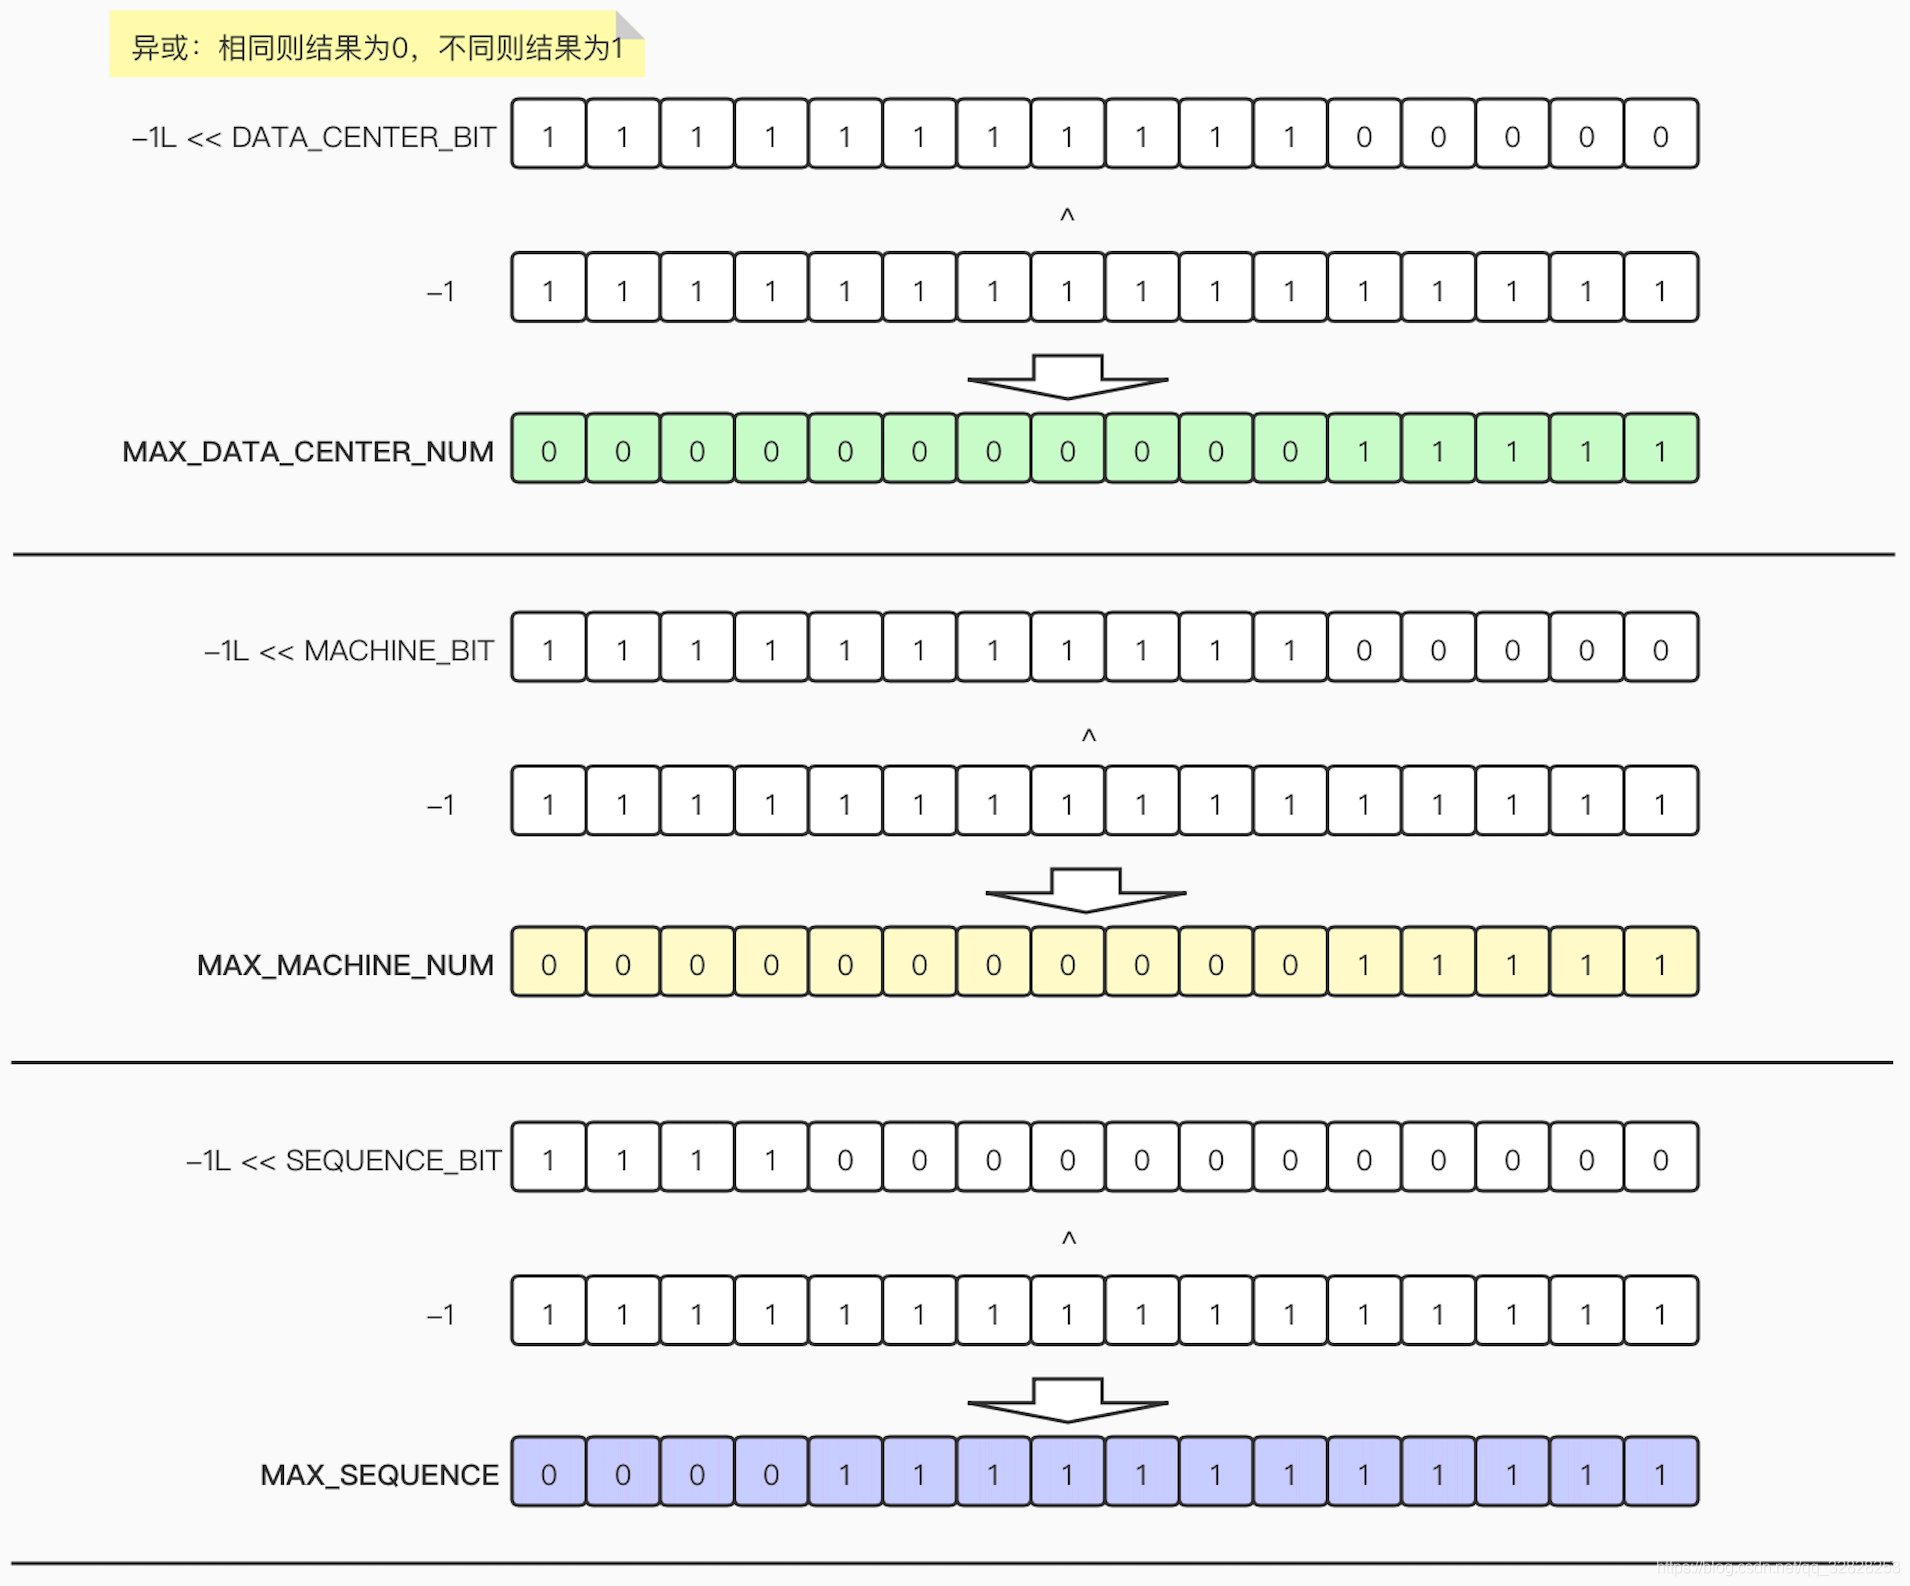 异或：相同则结果为0，不同则结果为1
−1L << DATA_CENTER_BIT 1 1 1 1 1 1 1 1 1 1 1 0 0 0 0 0
^
−1 1 1 1 1 1 1 1 1 1 1 1 1 1 1 1 1
MAX_DATA_CENTER_NUM 0 0 0 0 0 0 0 0 0 0 0 1 1 1 1 1
−1L << MACHINE_BIT 1 1 1 1 1 1 1 1 1 1 1 0 0 0 0 0
^
−1 1 1 1 1 1 1 1 1 1 1 1 1 1 1 1 1
MAX_MACHINE_NUM 0 0 0 0 0 0 0 0 0 0 0 1 1 1 1 1
−1L << SEQUENCE_BIT 1 1 1 1 0 0 0 0 0 0 0 0 0 0 0 0
^
−1 1 1 1 1 1 1 1 1 1 1 1 1 1 1 1 1
MAX_SEQUENCE 0 0 0 0 1 1 1 1 1 1 1 1 1 1 1 1
https://blog.csdn.net/qq_32828253